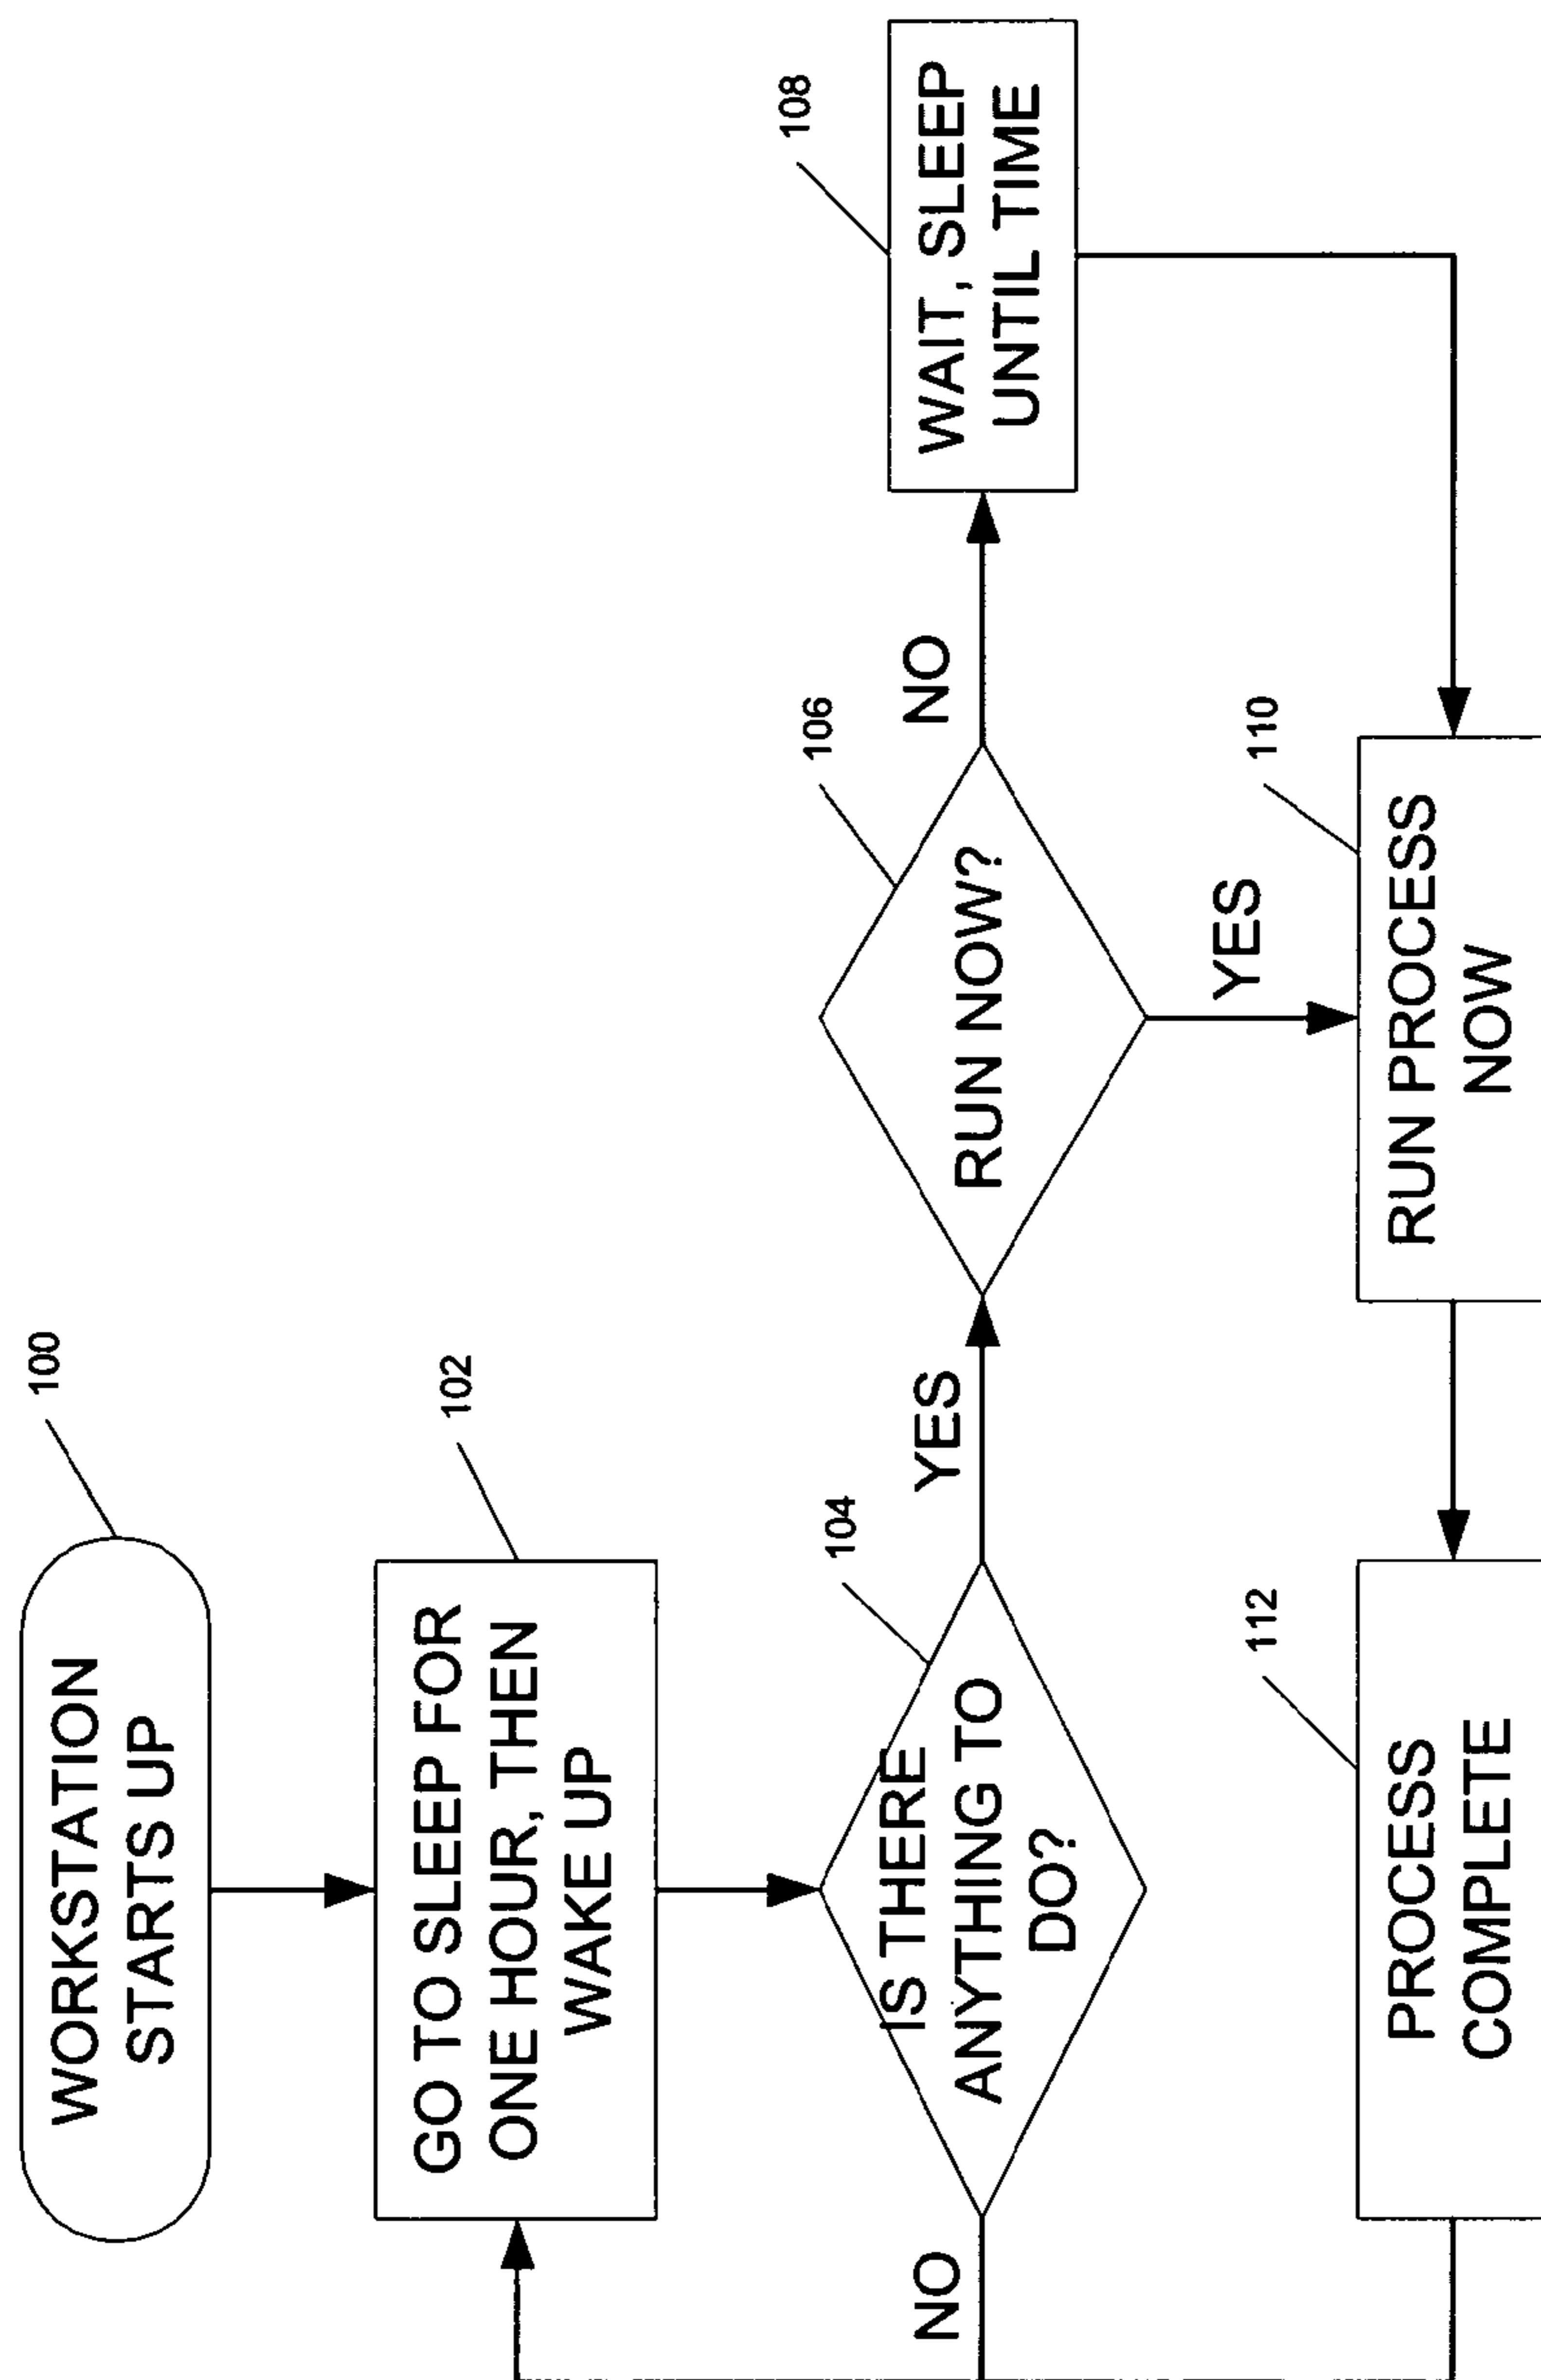 100
WORKSTATION
STARTS UP
102
GO TO SLEEP FOR
ONE HOUR, THEN
WAKE UP
104
IS THERE
ANYTHING TO
DO?
NO
YES
106
RUN NOW?
NO
108
WAIT, SLEEP
UNTIL TIME
YES
112
PROCESS
COMPLETE
110
RUN PROCESS
NOW